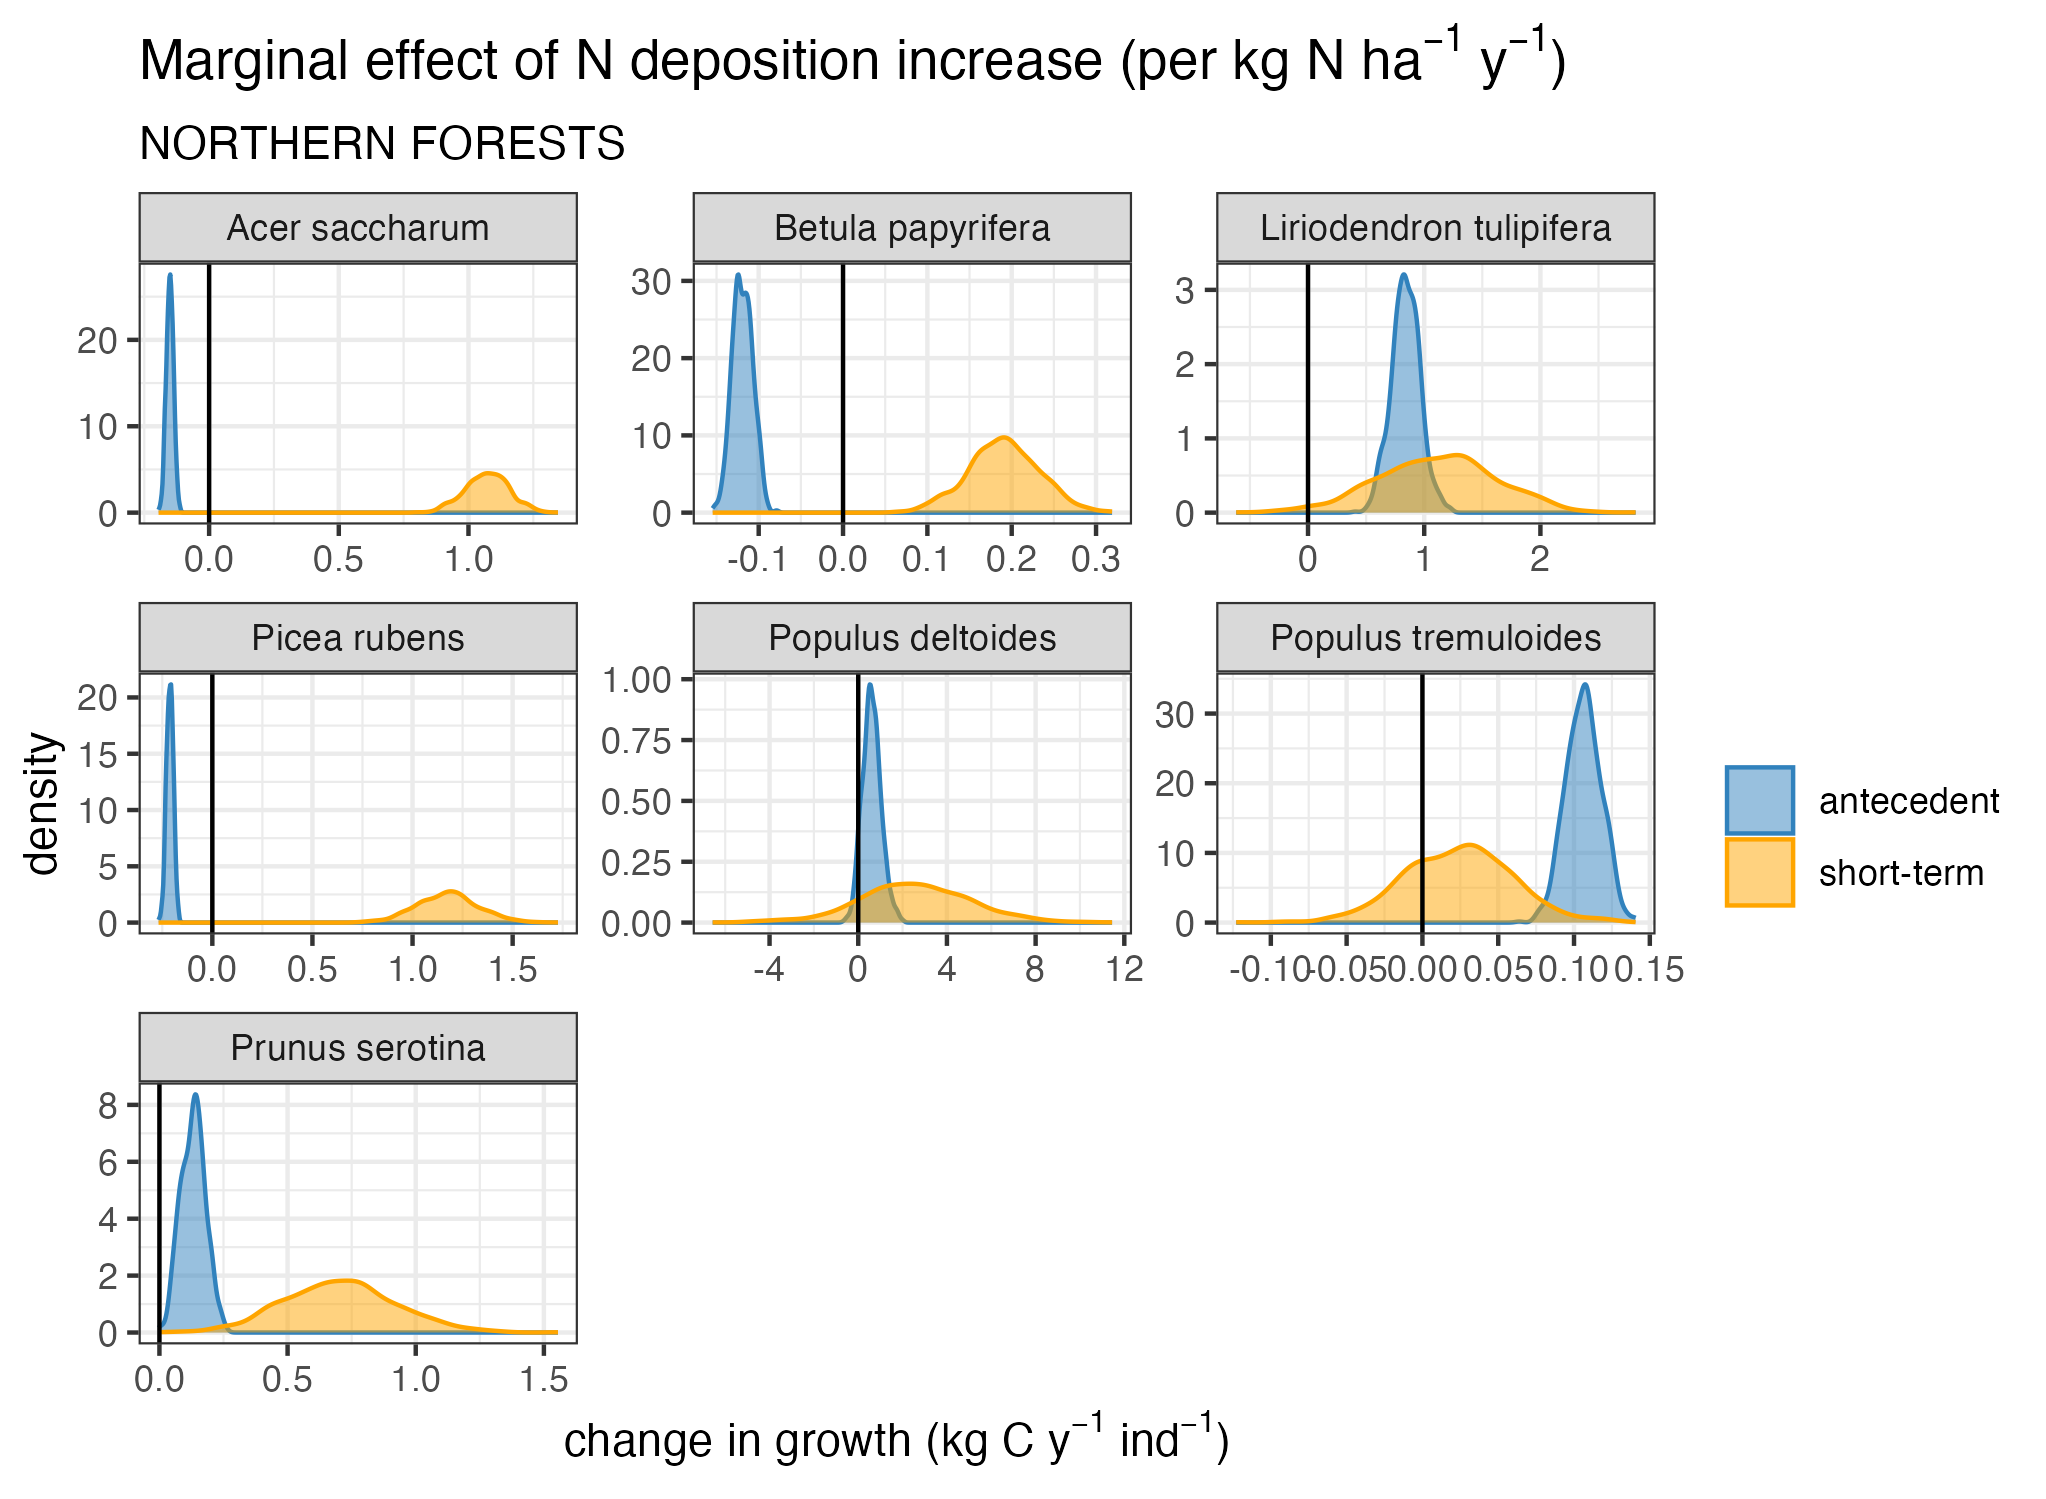 Marginal effect of N deposition increase (per kg N ha⁻¹ y⁻¹)
NORTHERN FORESTS
Acer saccharum
Betula papyrifera
Liriodendron tulipifera
20
10
0
30
20
10
0
3
2
1
0
0.0 0.5 1.0
-0.1 0.0 0.1 0.2 0.3
0 1 2
Picea rubens
Populus deltoides
Populus tremuloides
20
15
10
5
0
1.00
0.75
0.50
0.25
0.00
30
20
10
0
0.0 0.5 1.0 1.5
-4 0 4 8 12
-0.10 -0.05 0.00 0.05 0.10 0.15
Prunus serotina
8
6
4
2
0
0.0 0.5 1.0 1.5
density
change in growth (kg C y⁻¹ ind⁻¹)
antecedent
short-term